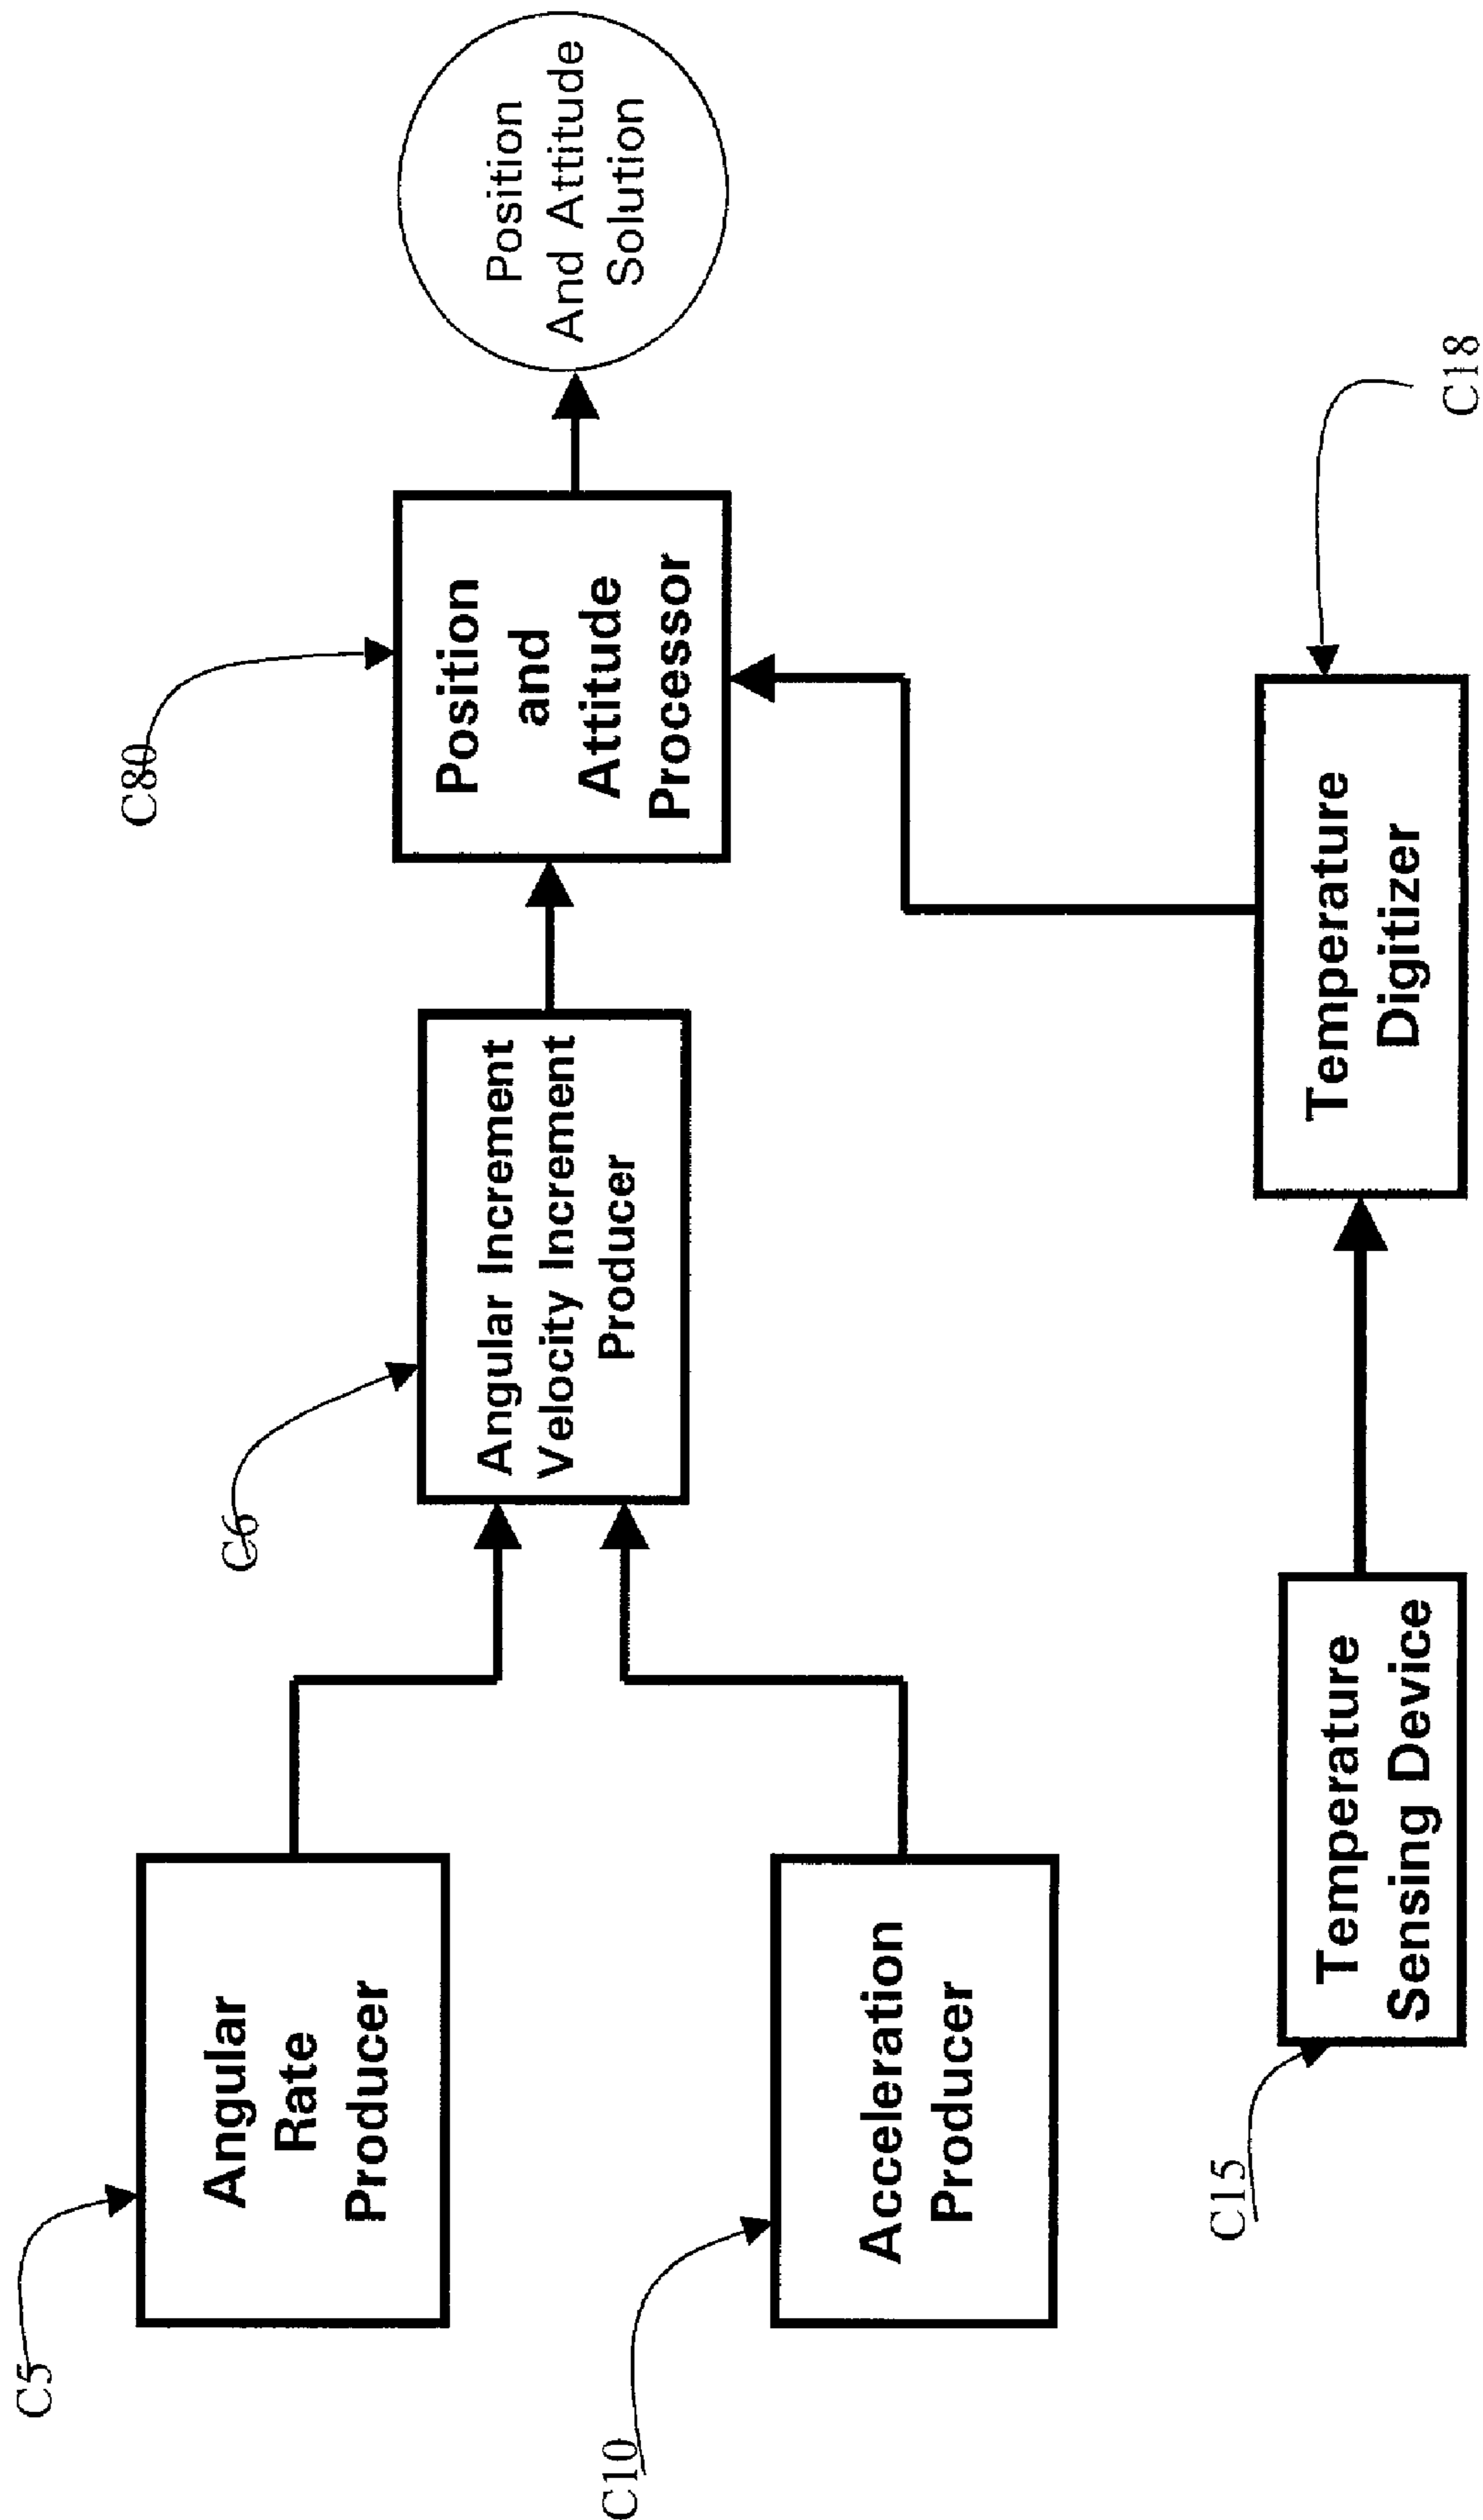 C5
Angular
Rate
Producer
C10
Acceleration
Producer
C6
Angular Increment
Velocity Increment
Producer
C80
Position
and
Attitude
Processor
Position
And Attitude
Solution
C15
Temperature
Sensing Device
Temperature
Digitizer
C18